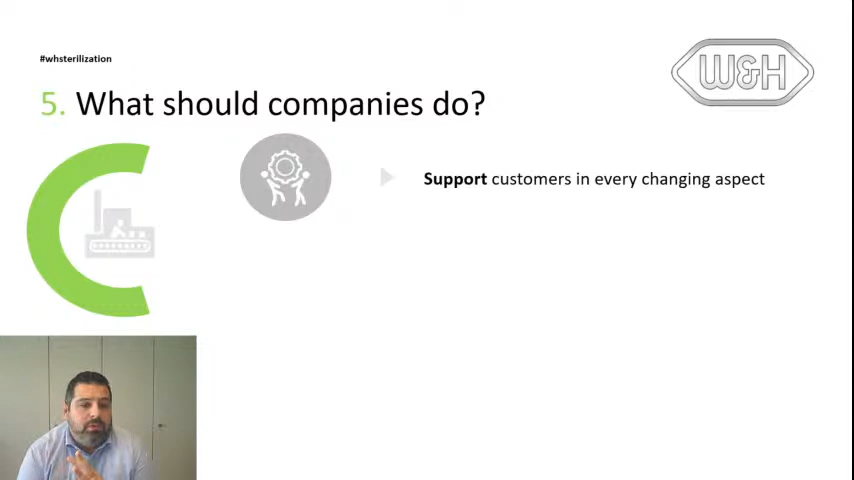 #whsterilization
W&H
5. What should companies do?
Support customers in every changing aspect